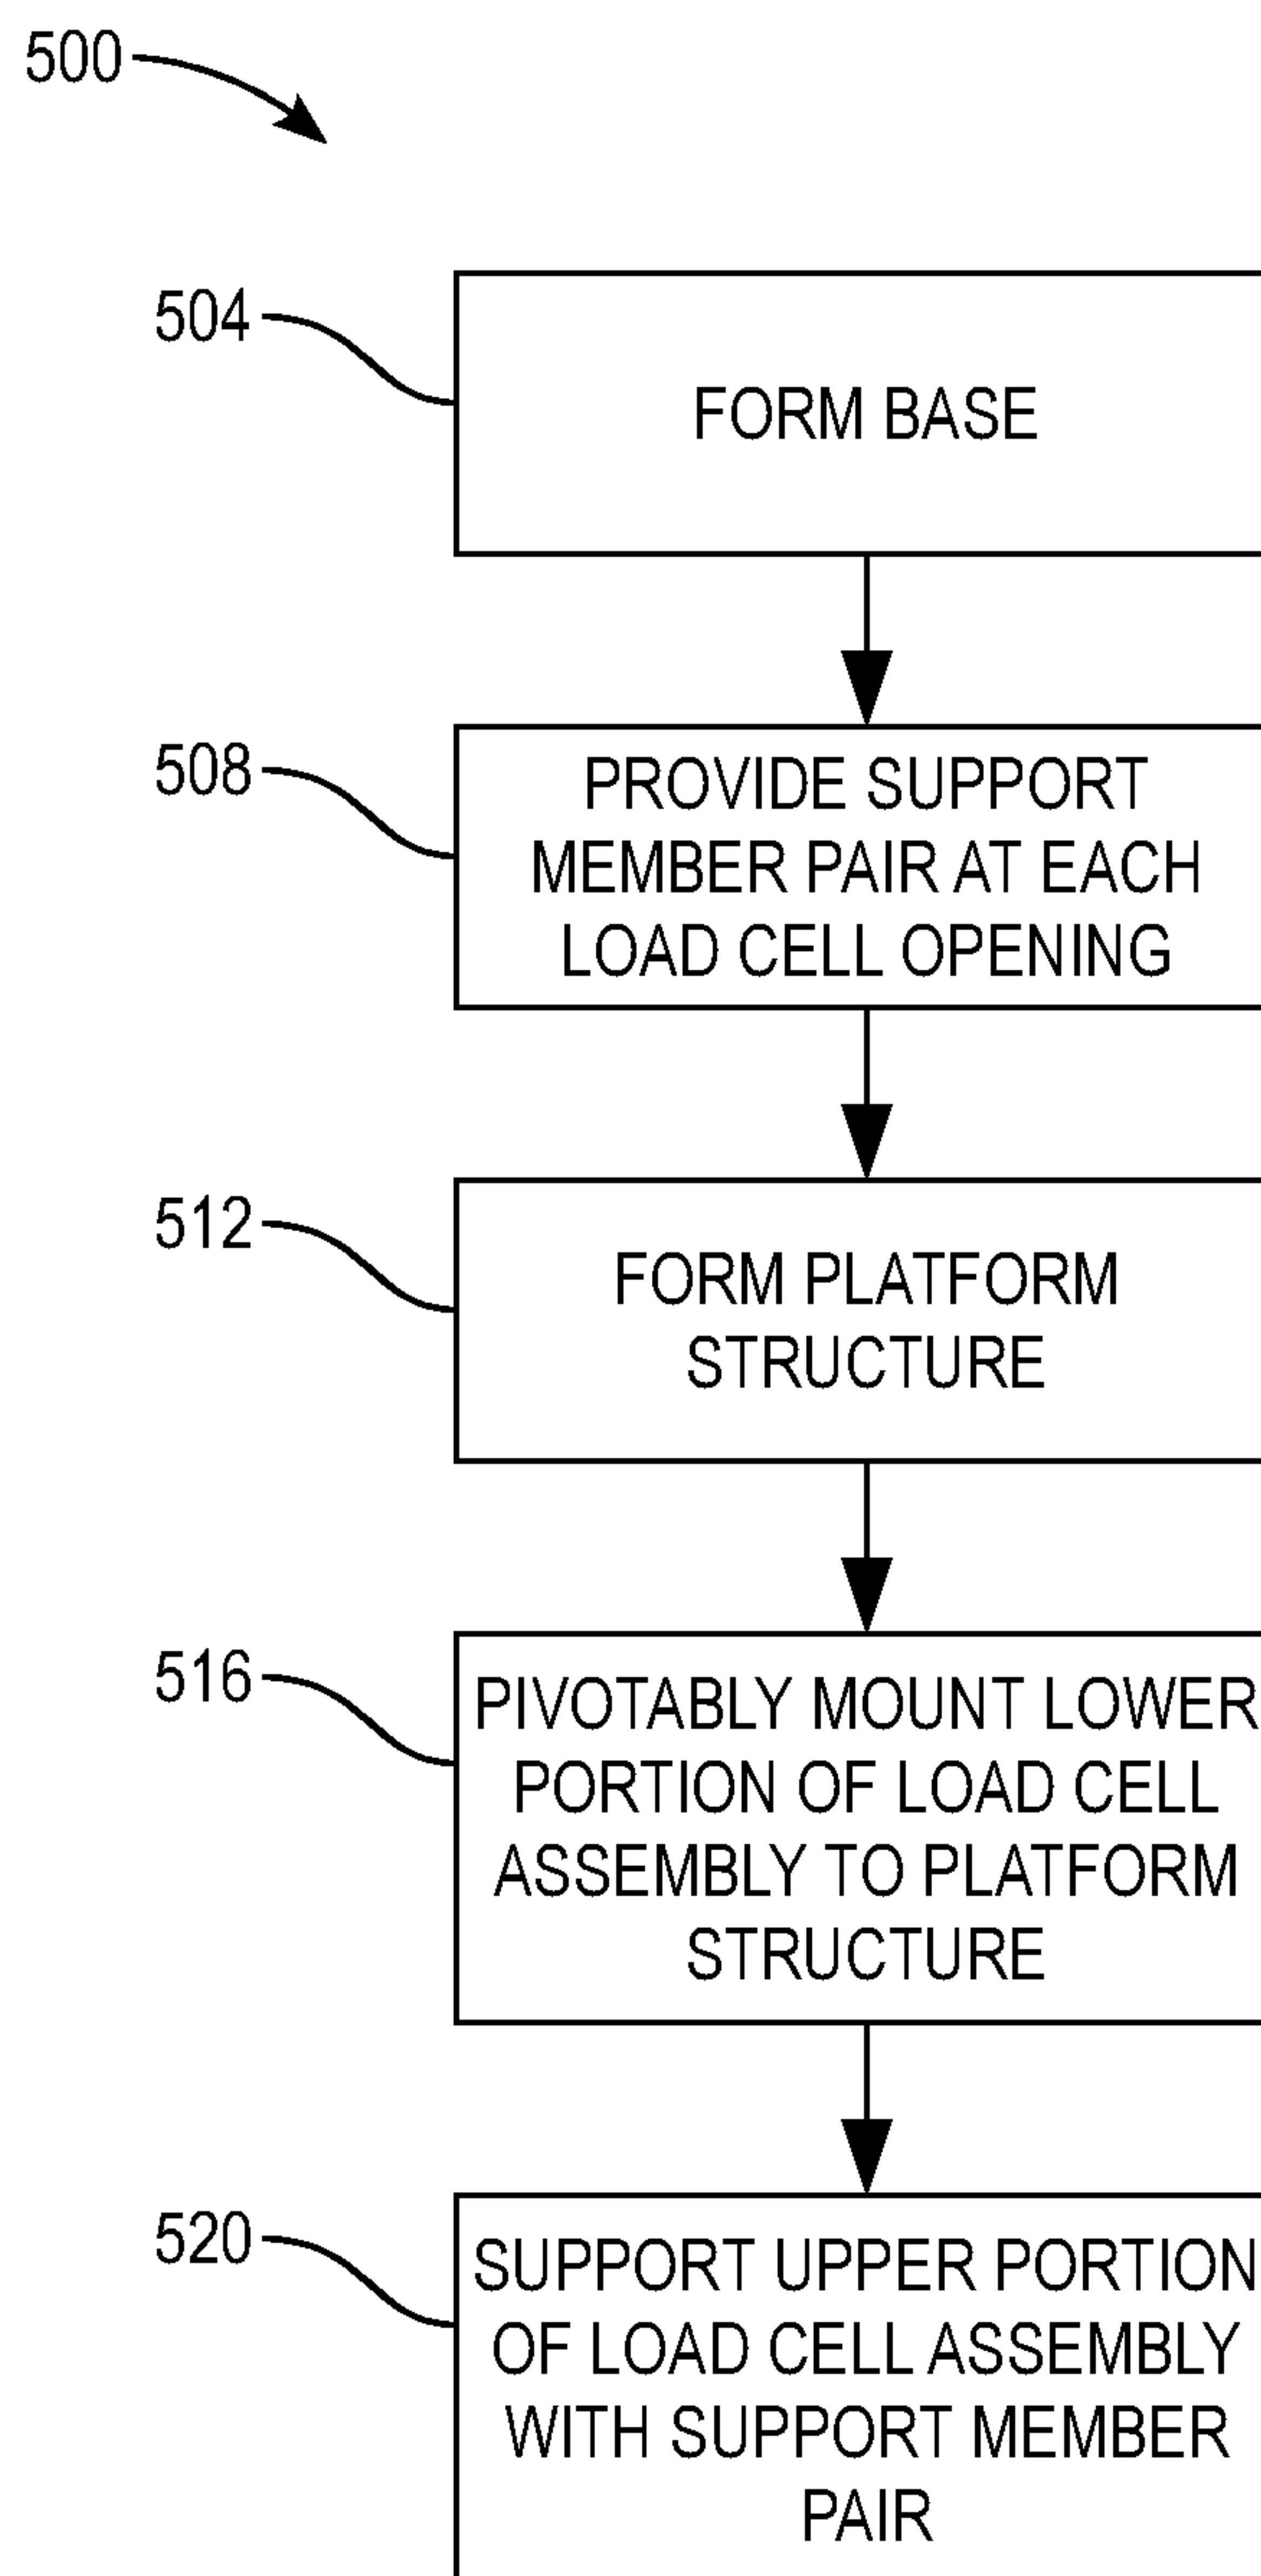 500
504
FORM BASE
508
PROVIDE SUPPORT
MEMBER PAIR AT EACH
LOAD CELL OPENING
512
FORM PLATFORM
STRUCTURE
516
PIVOTABLY MOUNT LOWER
PORTION OF LOAD CELL
ASSEMBLY TO PLATFORM
STRUCTURE
520
SUPPORT UPPER PORTION
OF LOAD CELL ASSEMBLY
WITH SUPPORT MEMBER
PAIR